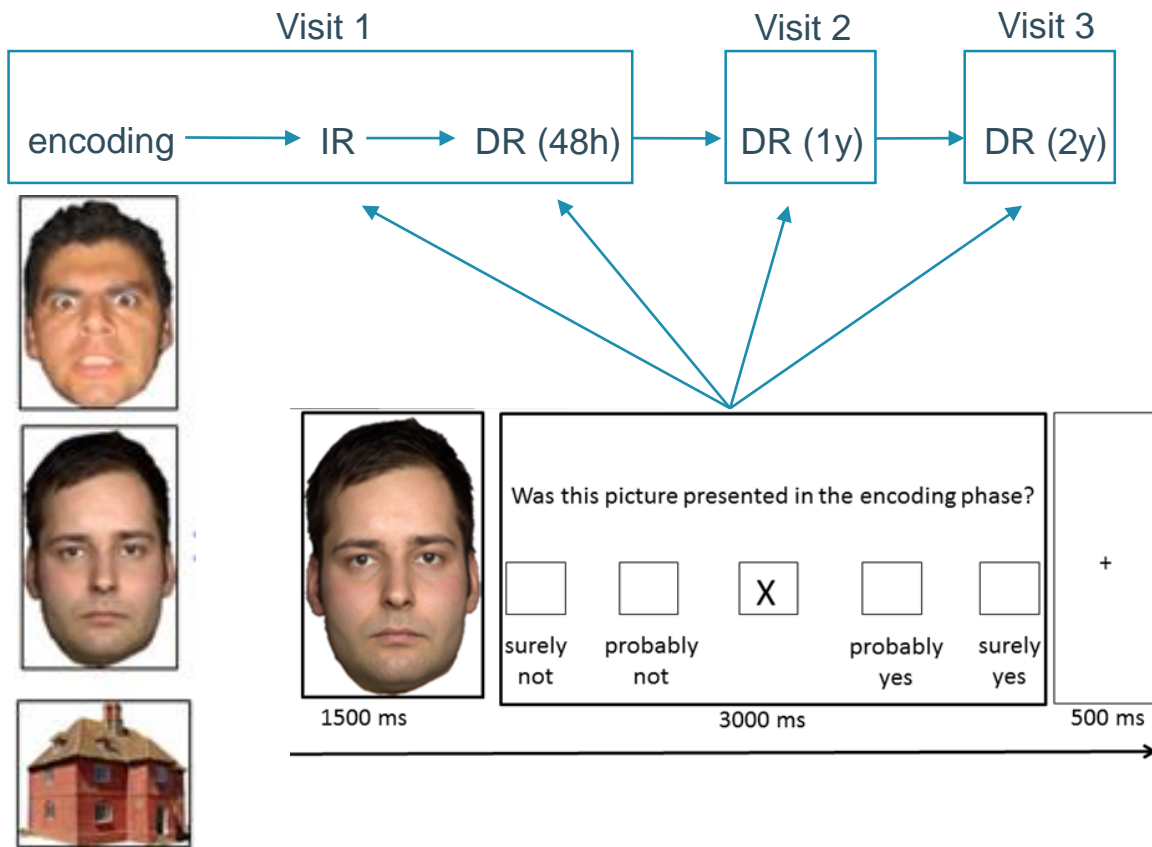 Visit 1
Visit 2
Visit 3
encoding
IR
DR (48h)
DR (1y)
DR (2y)
Was this picture presented in the encoding phase?
X
surely
not
probably
not
probably
yes
surely
yes
+
1500 ms
3000 ms
500 ms